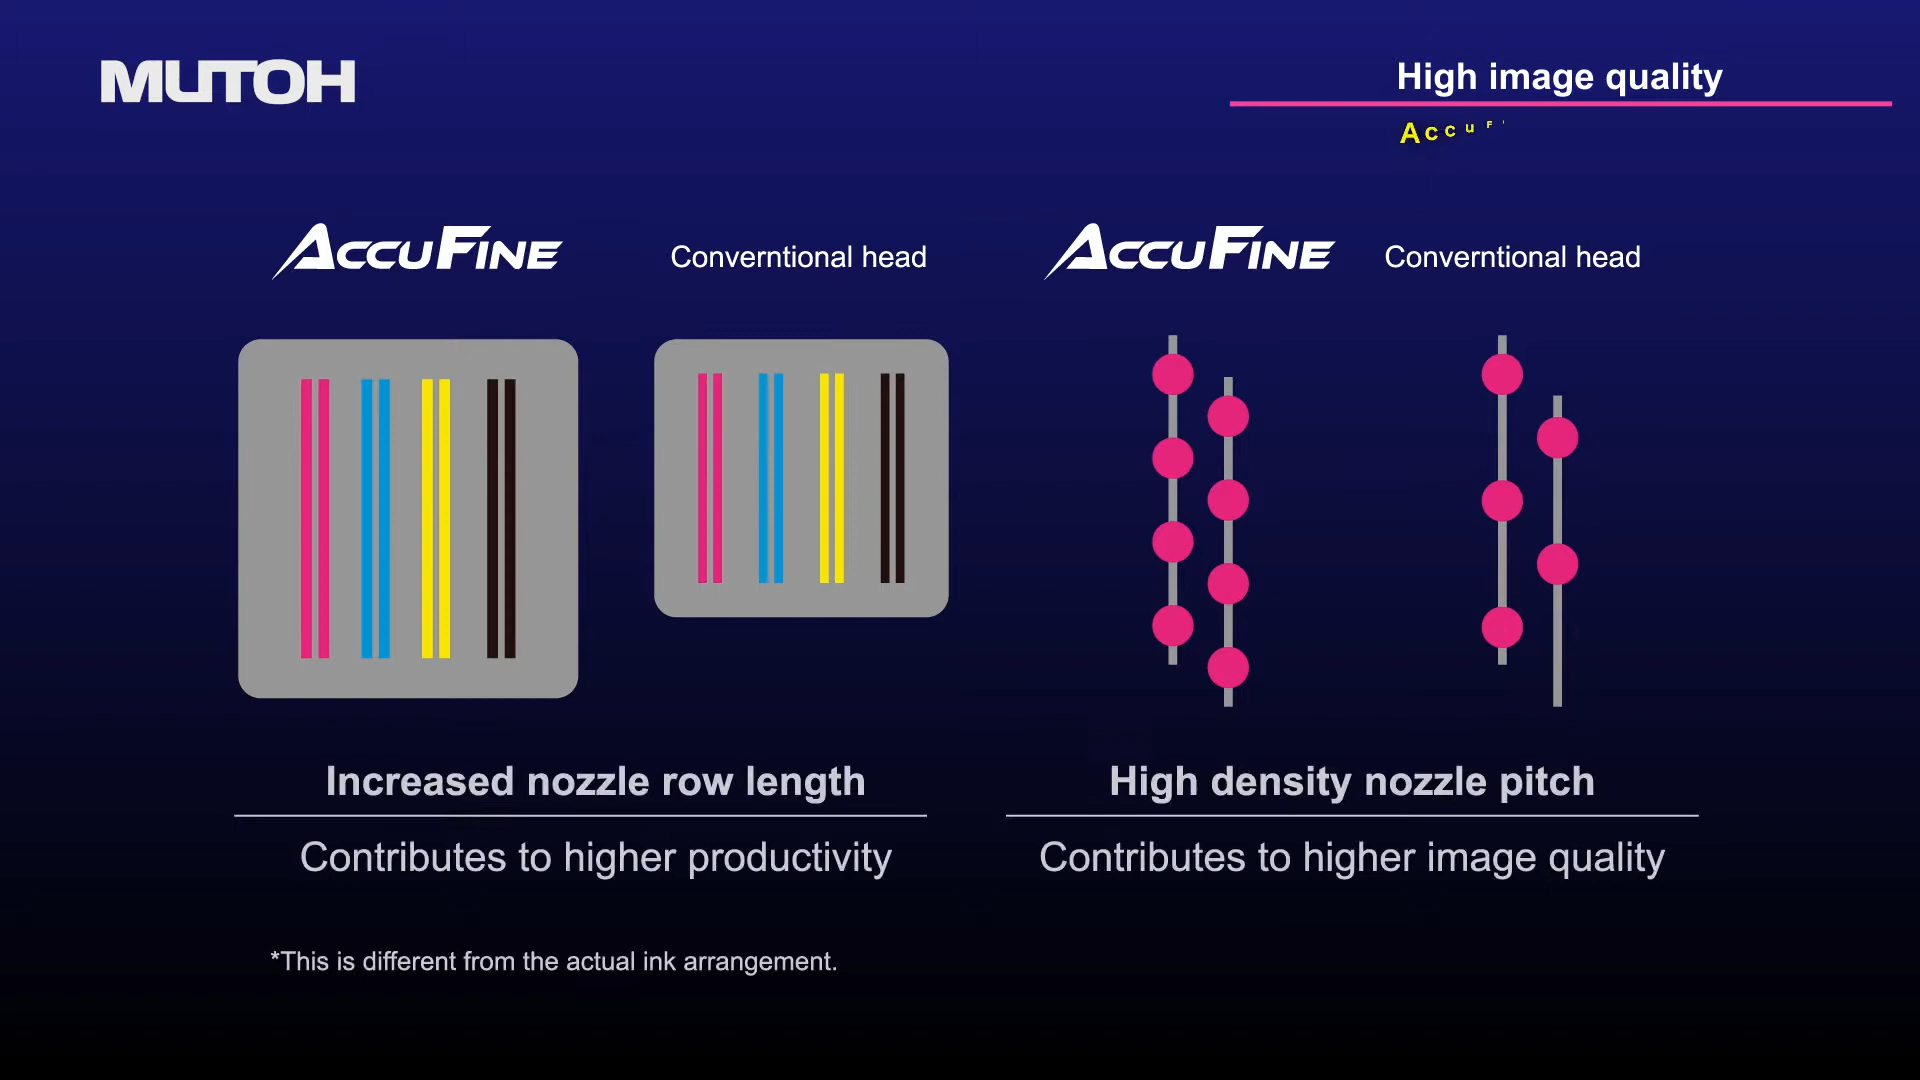 MUTOH
High image quality
AccuF
ACCUFINE
Converntional head
ACCUFINE
Converntional head
Increased nozzle row length
Contributes to higher productivity
High density nozzle pitch
Contributes to higher image quality
*This is different from the actual ink arrangement.